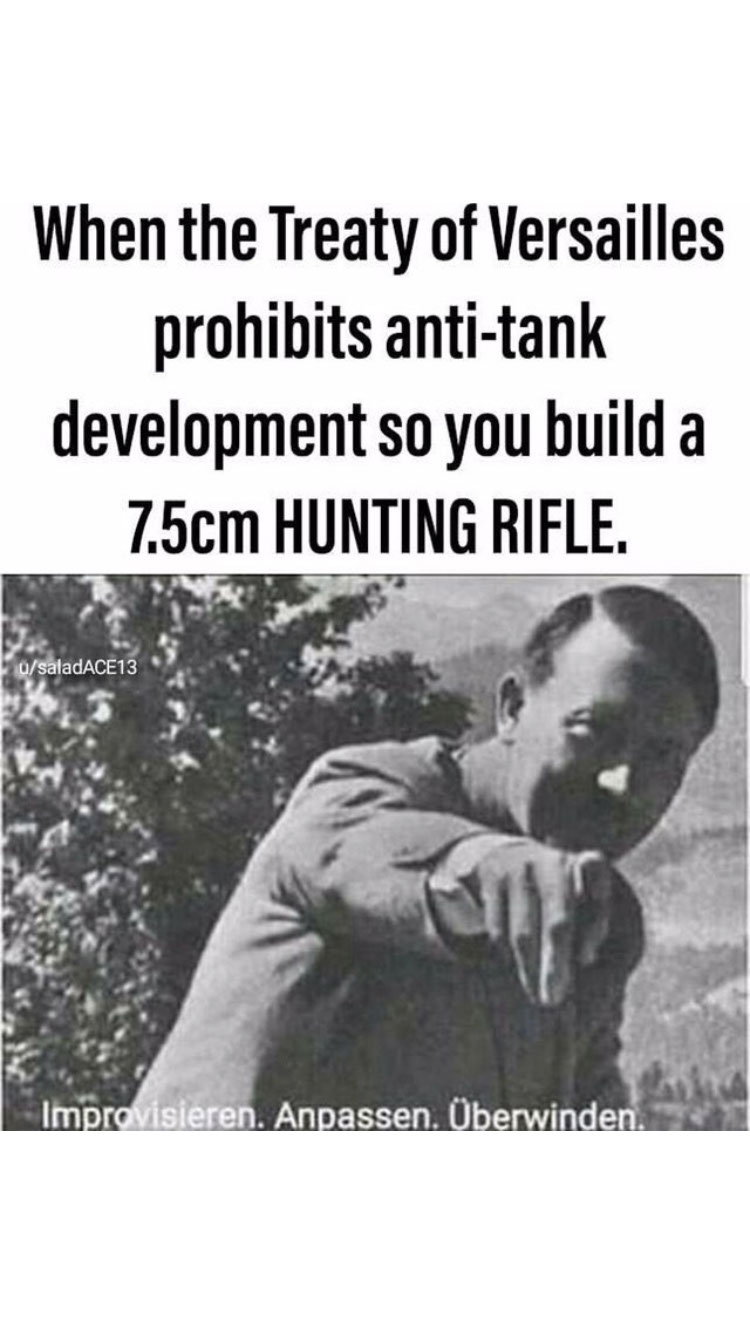 When the Treaty of Versailles
prohibits anti-tank
development so you build a
7.5cm HUNTING RIFLE.
u/saladACE13
Improvisieren. Anpassen. Überwinden.